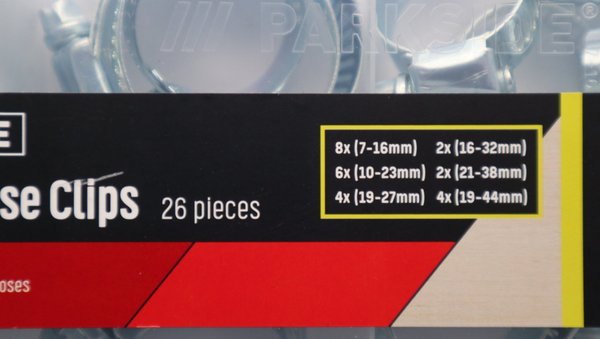 /// PARKSIDE®
E
se Clips 26 pieces
8x (7-16mm) 2x (16-32mm)
6x (10-23mm) 2x (21-38mm)
4x (19-27mm) 4x (19-44mm)
oses